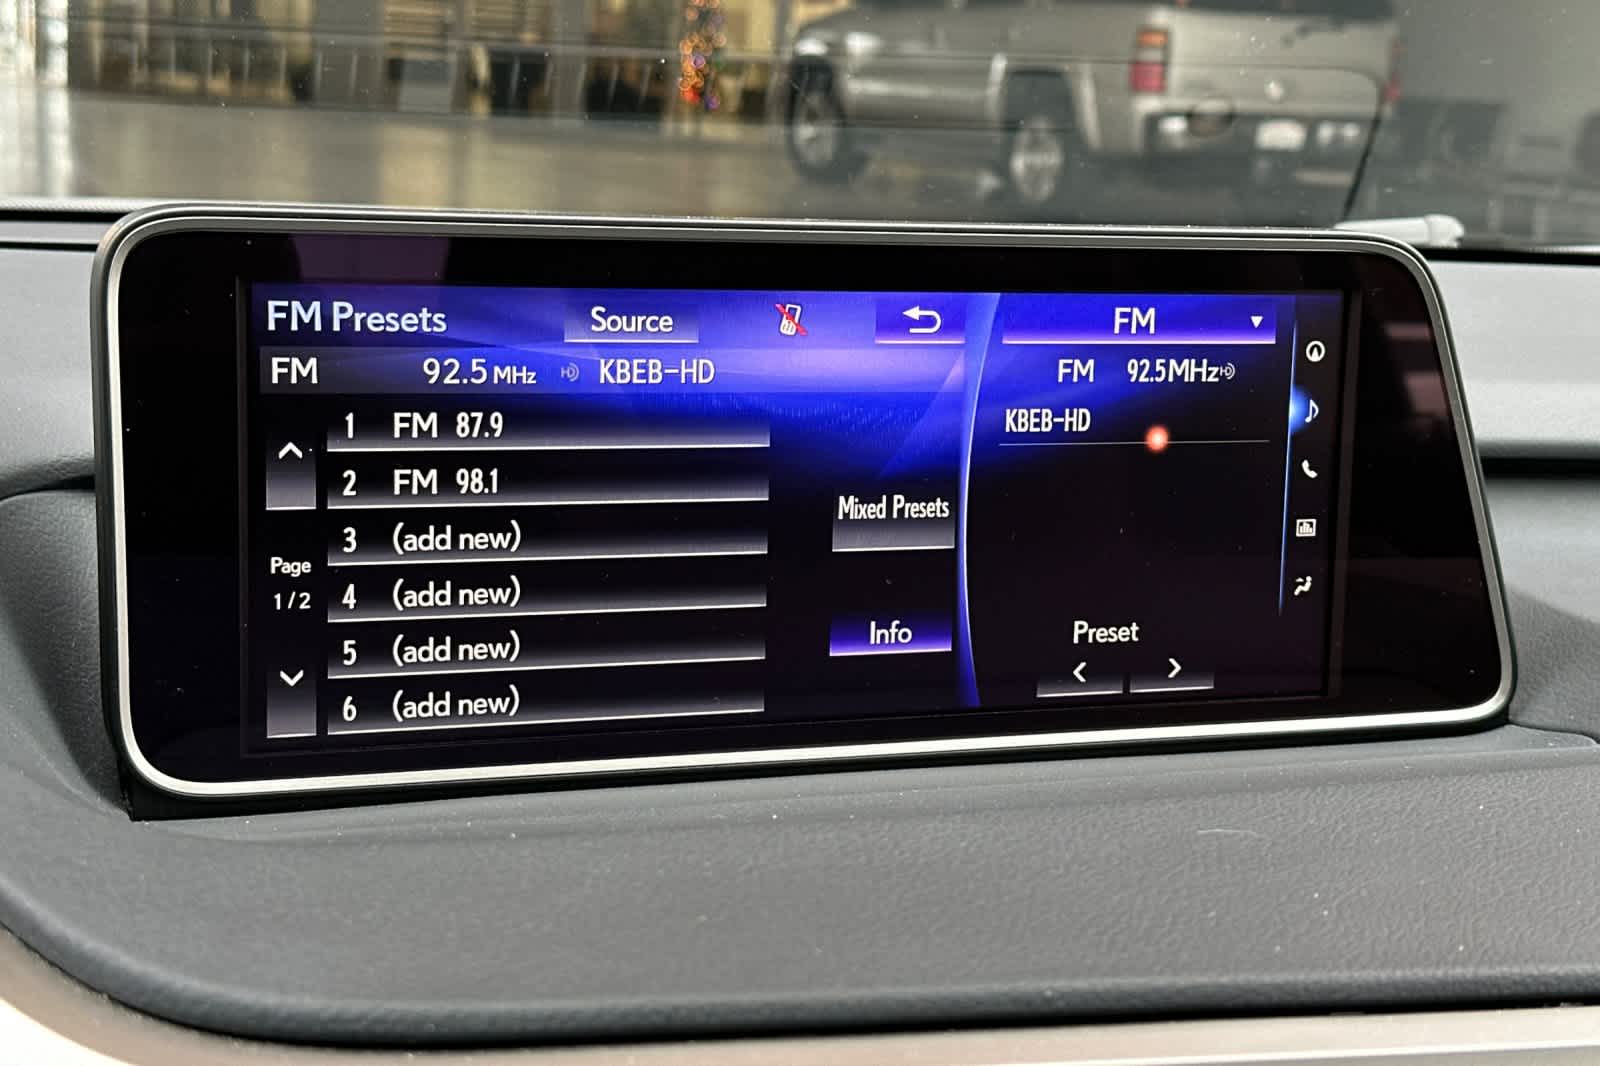 FM Presets
Source
FM 92.5 MHz HD KBEB-HD
1 FM 87.9
2 FM 98.1
3 (add new)
4 (add new)
5 (add new)
6 (add new)
Page
1/2
Mixed Presets
Info
FM
FM 92.5MHz HD
KBEB-HD
Preset